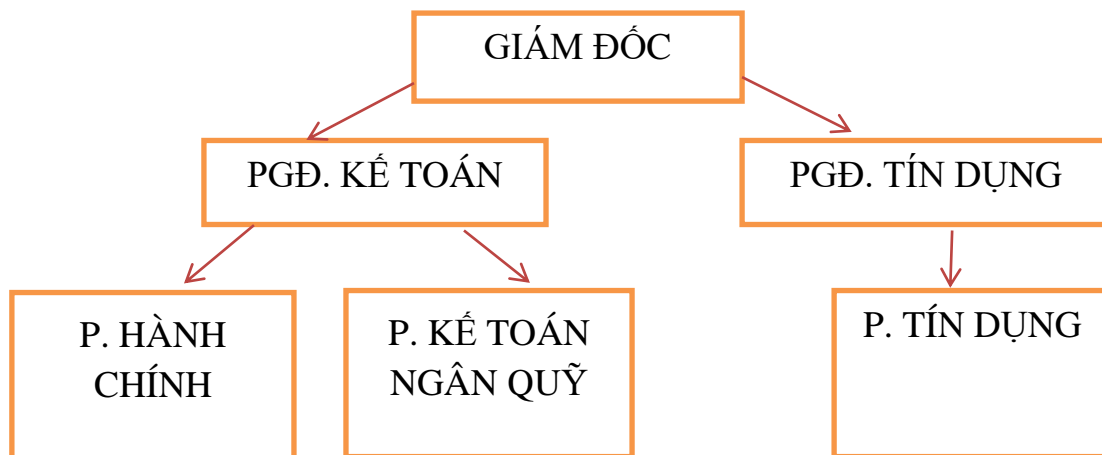 GIÁM ĐỐC
PGĐ. KẾ TOÁN
PGĐ. TÍN DỤNG
P. HÀNH
CHÍNH
P. KẾ TOÁN
NGÂN QUỸ
P. TÍN DỤNG